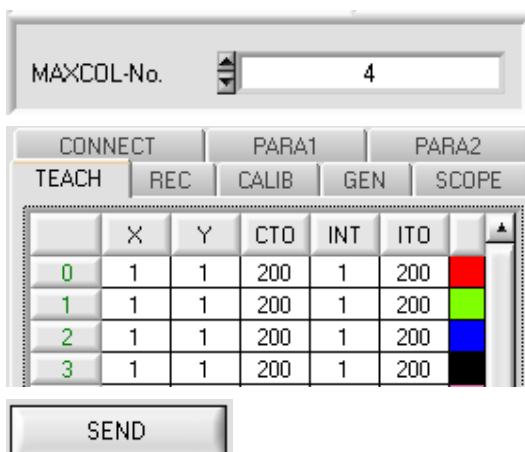 MAXCOL-No. 4
CONNECT PARA1 PARA2
TEACH REC CALIB GEN SCOPE
X Y CTO INT ITO
0 1 1 200 1 200
1 1 1 200 1 200
2 1 1 200 1 200
3 1 1 200 1 200
SEND